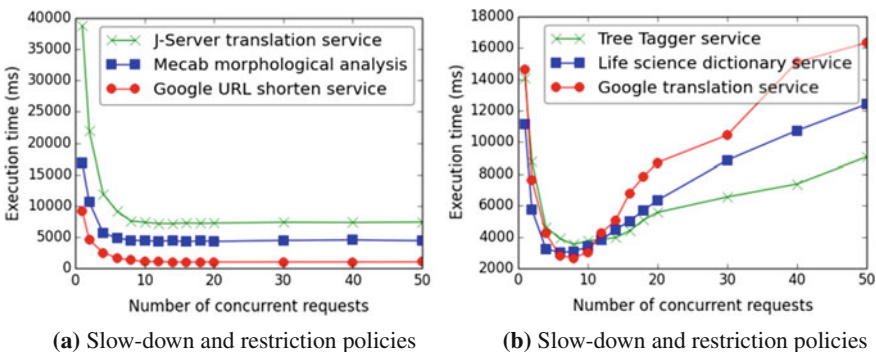 40000
35000
30000
25000
20000
15000
10000
5000
0
Execution time (ms)
J-Server translation service
Mecab morphological analysis
Google URL shorten service
0 10 20 30 40 50
Number of concurrent requests
(a) Slow-down and restriction policies
18000
16000
14000
12000
10000
8000
6000
4000
2000
Execution time (ms)
Tree Tagger service
Life science dictionary service
Google translation service
0 10 20 30 40 50
Number of concurrent requests
(b) Slow-down and restriction policies